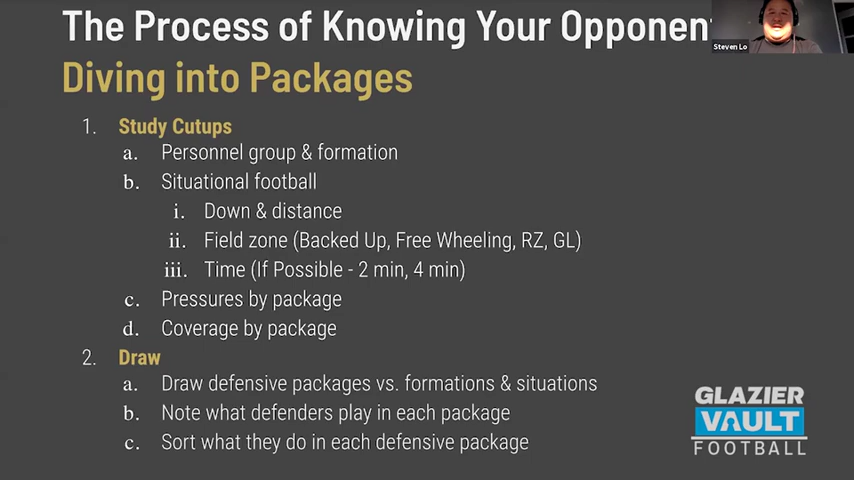 The Process of Knowing Your Opponent
Steven Lo
Diving into Packages
1. Study Cutups
a. Personnel group & formation
b. Situational football
i. Down & distance
ii. Field zone (Backed Up, Free Wheeling, RZ, GL)
iii. Time (If Possible - 2 min, 4 min)
c. Pressures by package
d. Coverage by package
2. Draw
a. Draw defensive packages vs. formations & situations
b. Note what defenders play in each package
c. Sort what they do in each defensive package
GLAZIER
VAULT
FOOTBALL